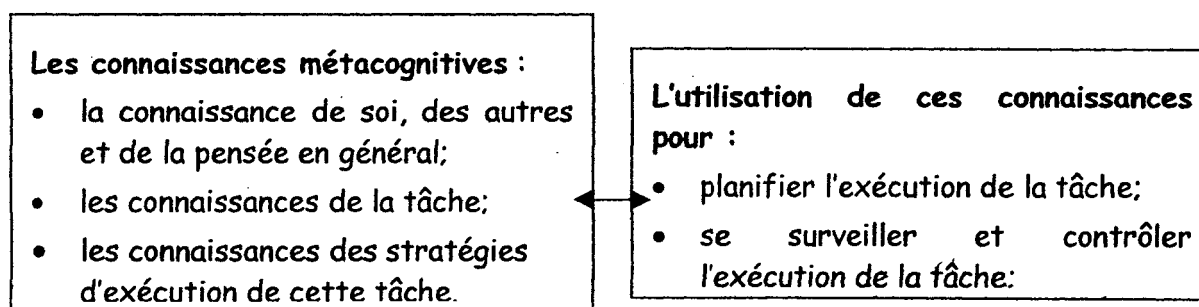 Les connaissances métacognitives :
• la connaissance de soi, des autres
et de la pensée en général;
• les connaissances de la tâche;
• les connaissances des stratégies
d'exécution de cette tâche.
L'utilisation de ces connaissances
pour :
• planifier l'exécution de la tâche;
• se surveiller et contrôler
l'exécution de la tâche.